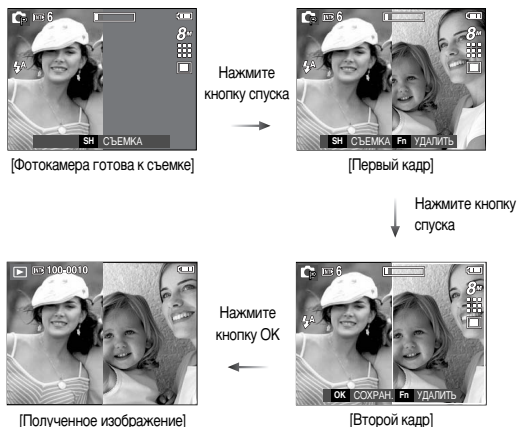 6
8M
SH СЪЕМКА
[Фотокамера готова к съемке]
Нажмите
кнопку спуска
6
8M
SH СЪЕМКА Fn УДАЛИТЬ
[Первый кадр]
Нажмите кнопку
спуска
100-0010
[Полученное изображение]
Нажмите
кнопку OK
6
8M
OK СОХРАН. Fn УДАЛИТЬ
[Второй кадр]